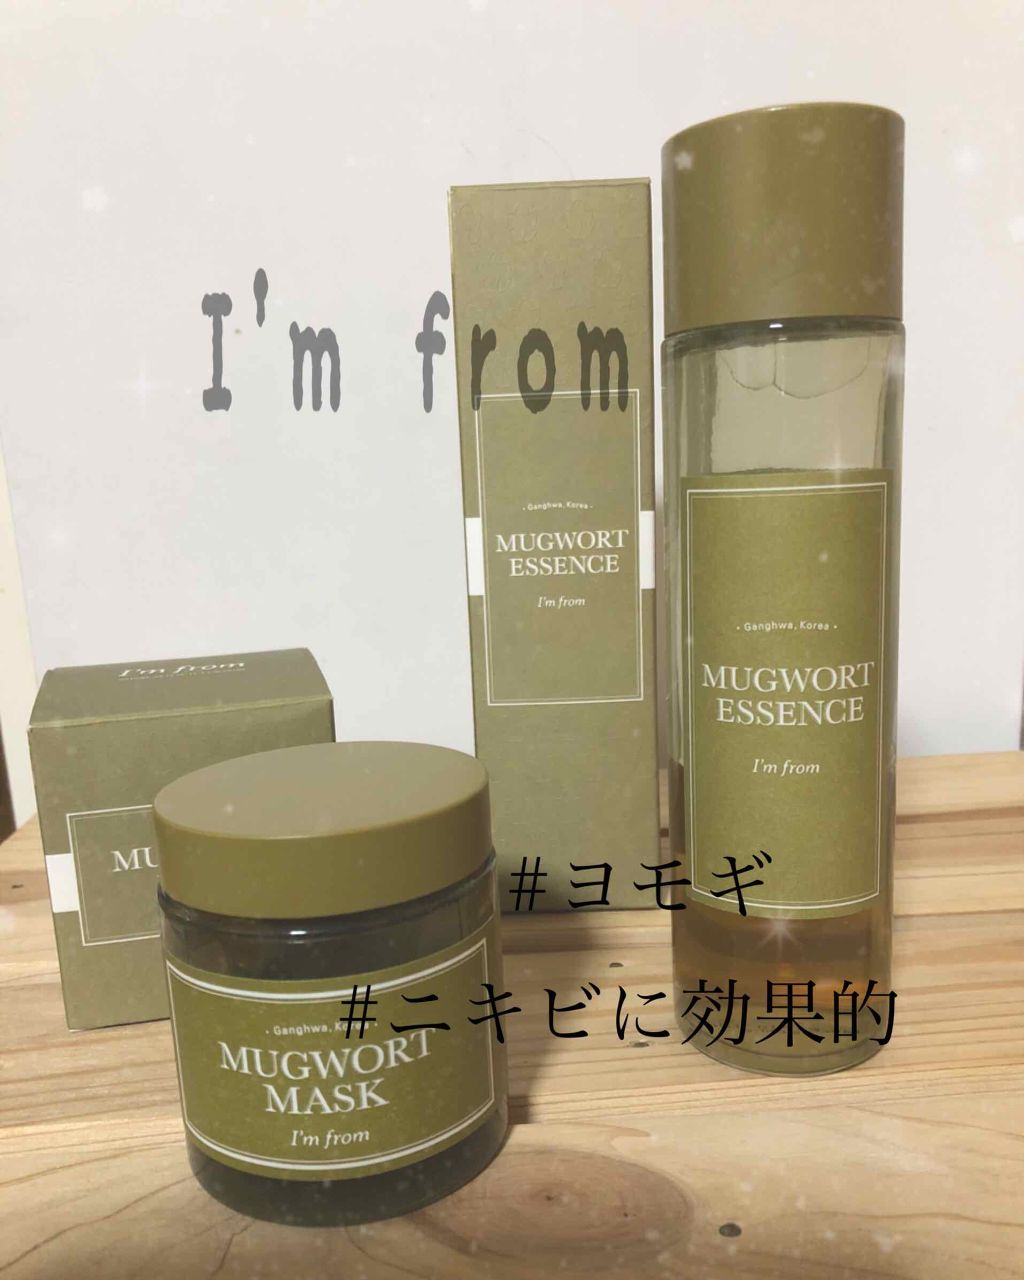 I'm from
· Ganghwa, Korea ·
MUGWORT
ESSENCE
I'm from
· Ganghwa, Korea ·
MUGWORT
ESSENCE
I'm from
I'm from
#ヨモギ
#ニキビに効果的
· Ganghwa,
MUGWORT
MASK
I'm from